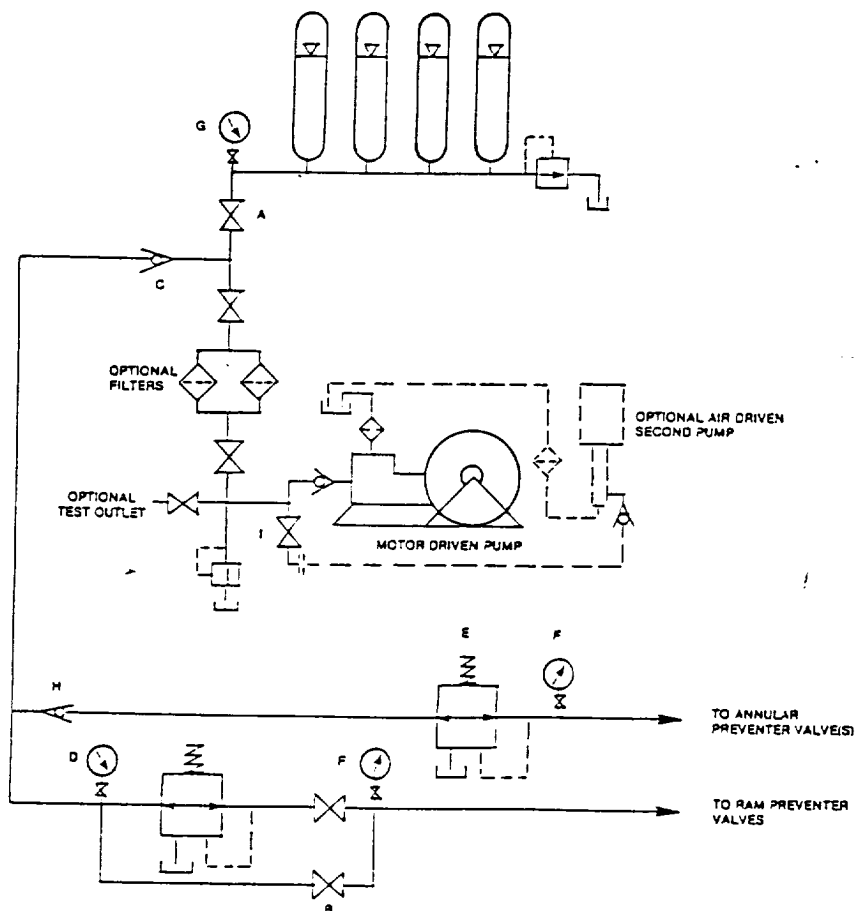 G
A
C
OPTIONAL
FILTERS
OPTIONAL AIR DRIVEN
SECOND PUMP
OPTIONAL
TEST OUTLET
I
MOTOR DRIVEN PUMP
E
F
H
TO ANNULAR
PREVENTER VALVE(S)
D
F
TO RAM PREVENTER
VALVES